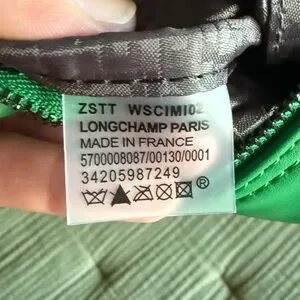 ZSTT WSCIMI02
LONGCHAMP PARIS
MADE IN FRANCE
5700008087/00130/0001
34205987249
®